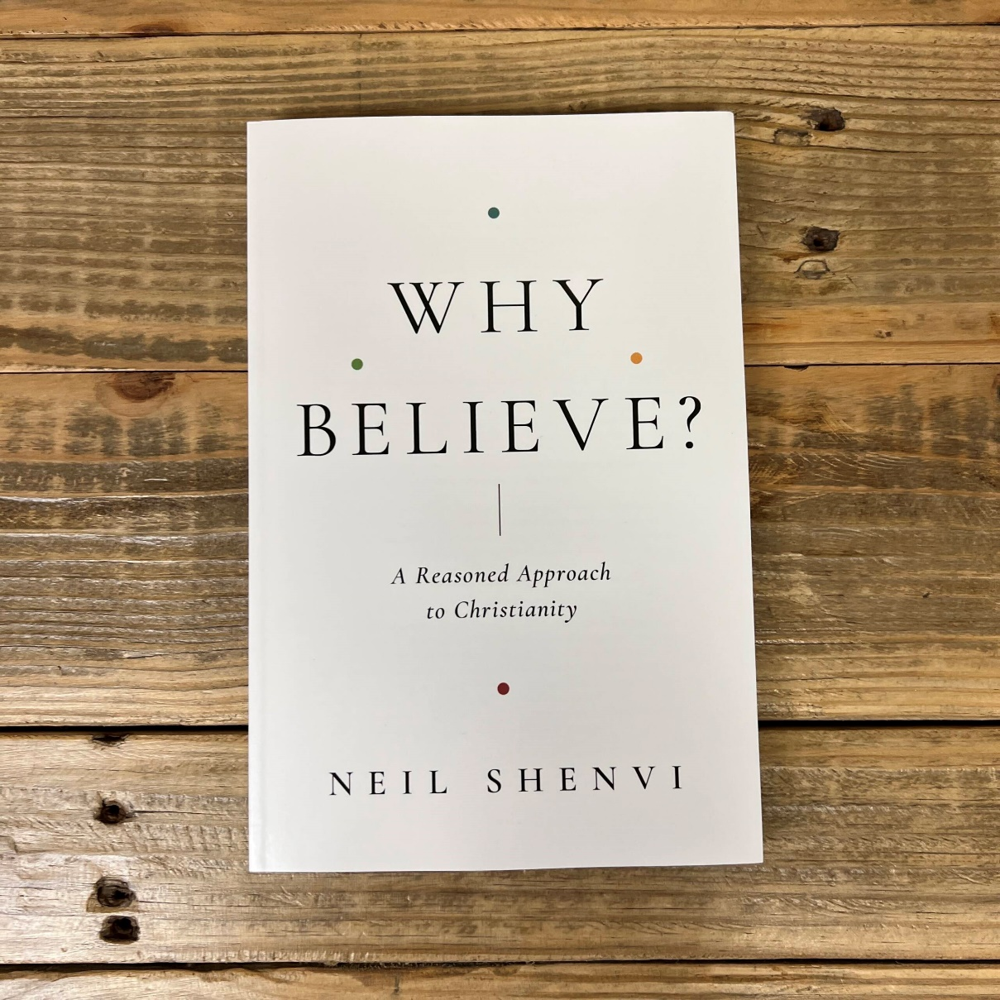 WHY
BELIEVE?
A Reasoned Approach
to Christianity
NEIL SHENVI